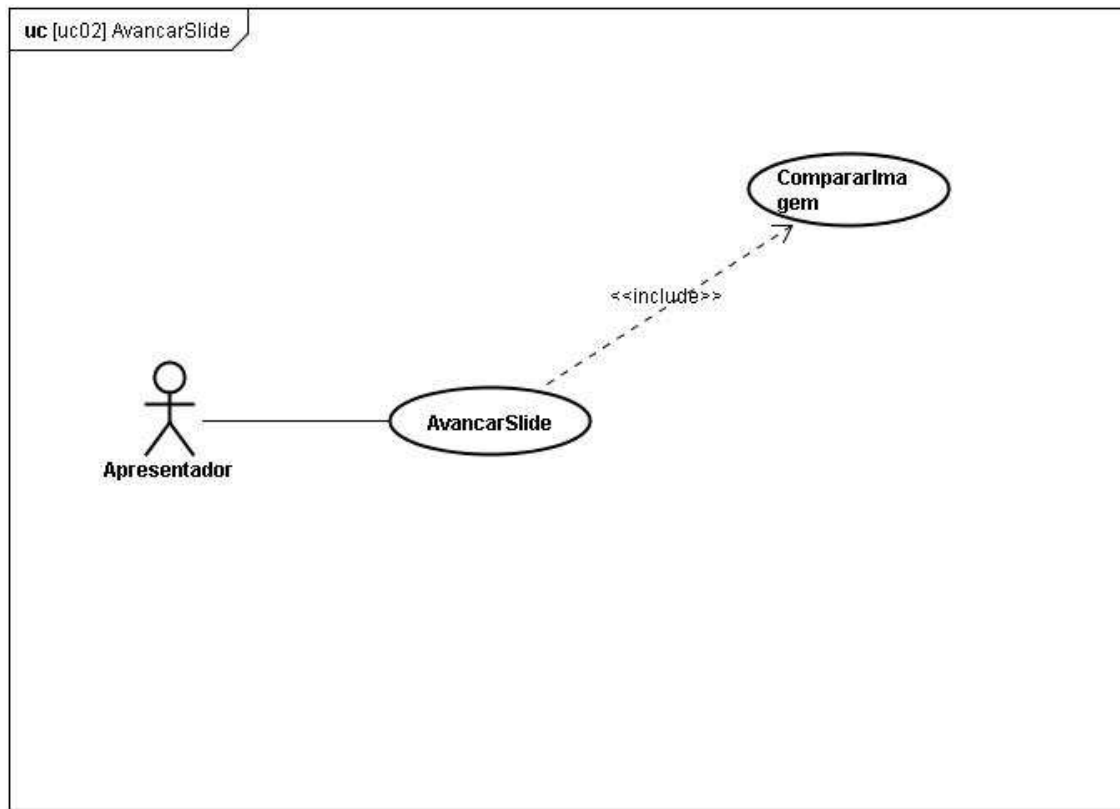 uc [uc02] AvancarSlide
CompararIma
gem
<<include>>
AvancarSlide
Apresentador